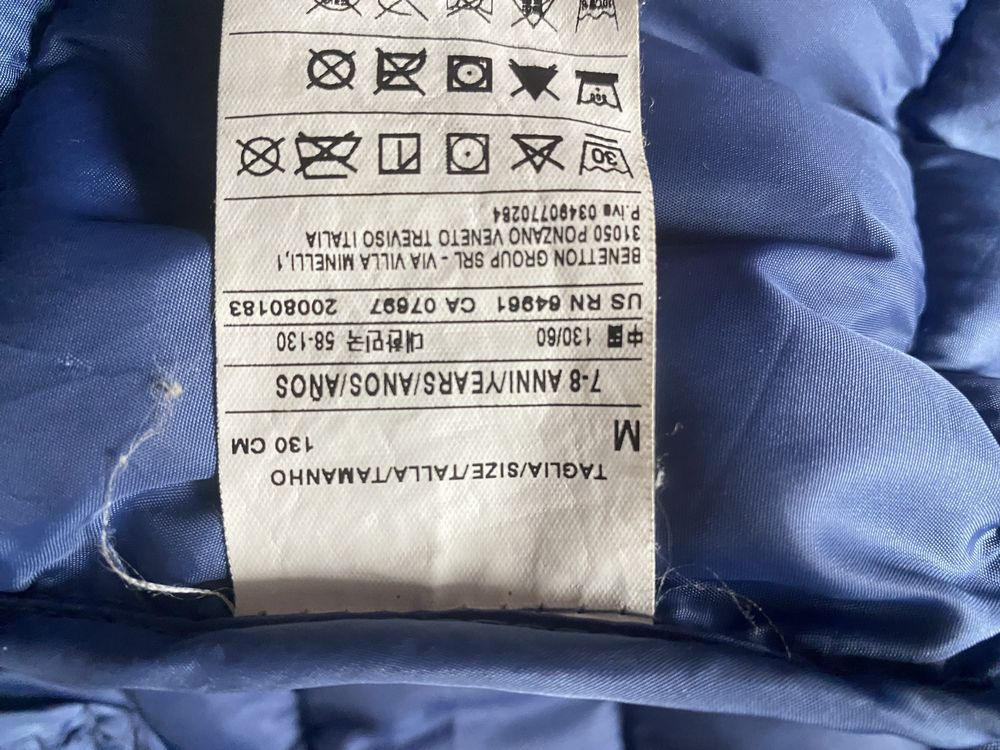 TAGLIA/SIZE/TALLA/TAMANHO
M 130 CM
7-8 ANNI/YEARS/ANOS/AÑOS
中國 130/60 대한민국 58-130
US RN 64961 CA 07697 20080183
BENETTON GROUP SRL - VIA VILLA MINELLI,1
31050 PONZANO VENETO TREVISO ITALIA
P.iva 03490770264
30